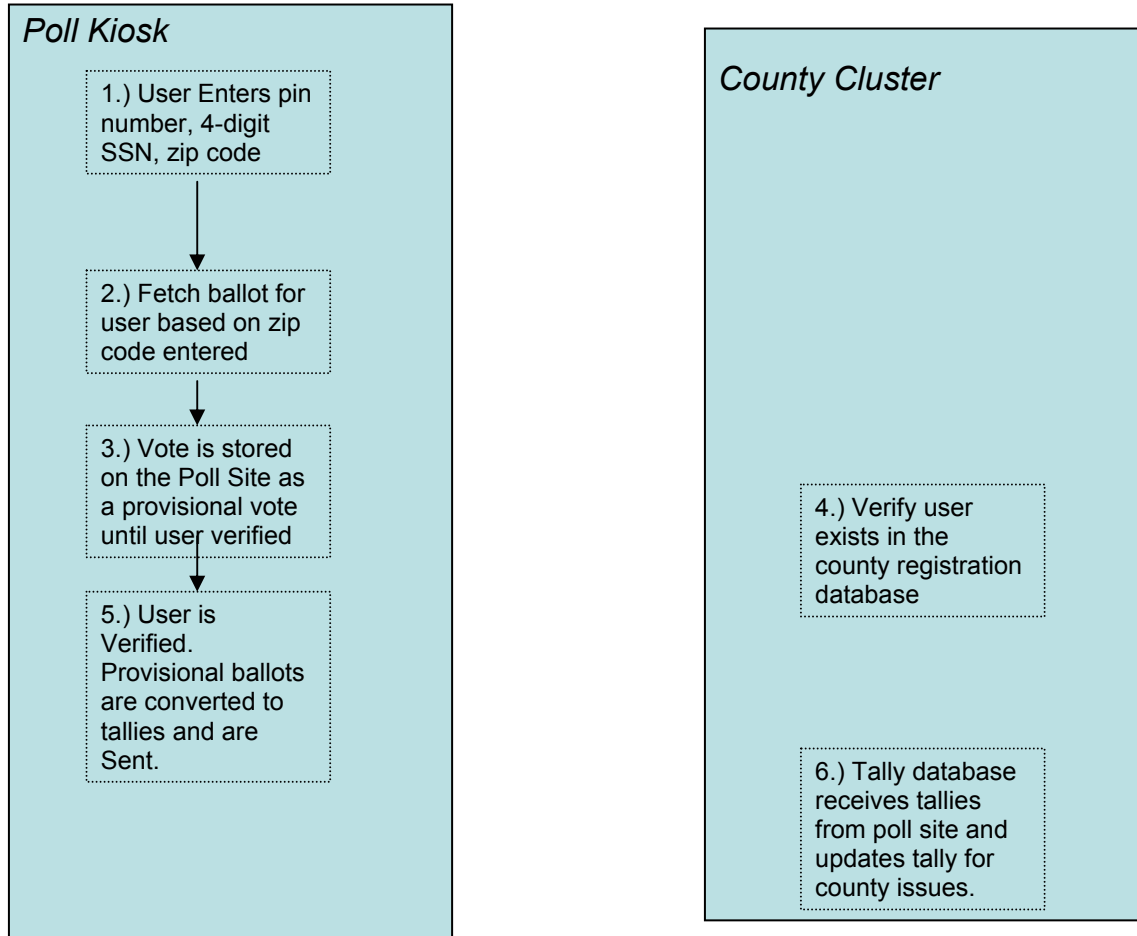 Poll Kiosk
1.) User Enters pin
number, 4-digit
SSN, zip code
2.) Fetch ballot for
user based on zip
code entered
3.) Vote is stored
on the Poll Site as
a provisional vote
until user verified
5.) User is
Verified.
Provisional ballots
are converted to
tallies and are
Sent.
County Cluster
4.) Verify user
exists in the
county registration
database
6.) Tally database
receives tallies
from poll site and
updates tally for
county issues.